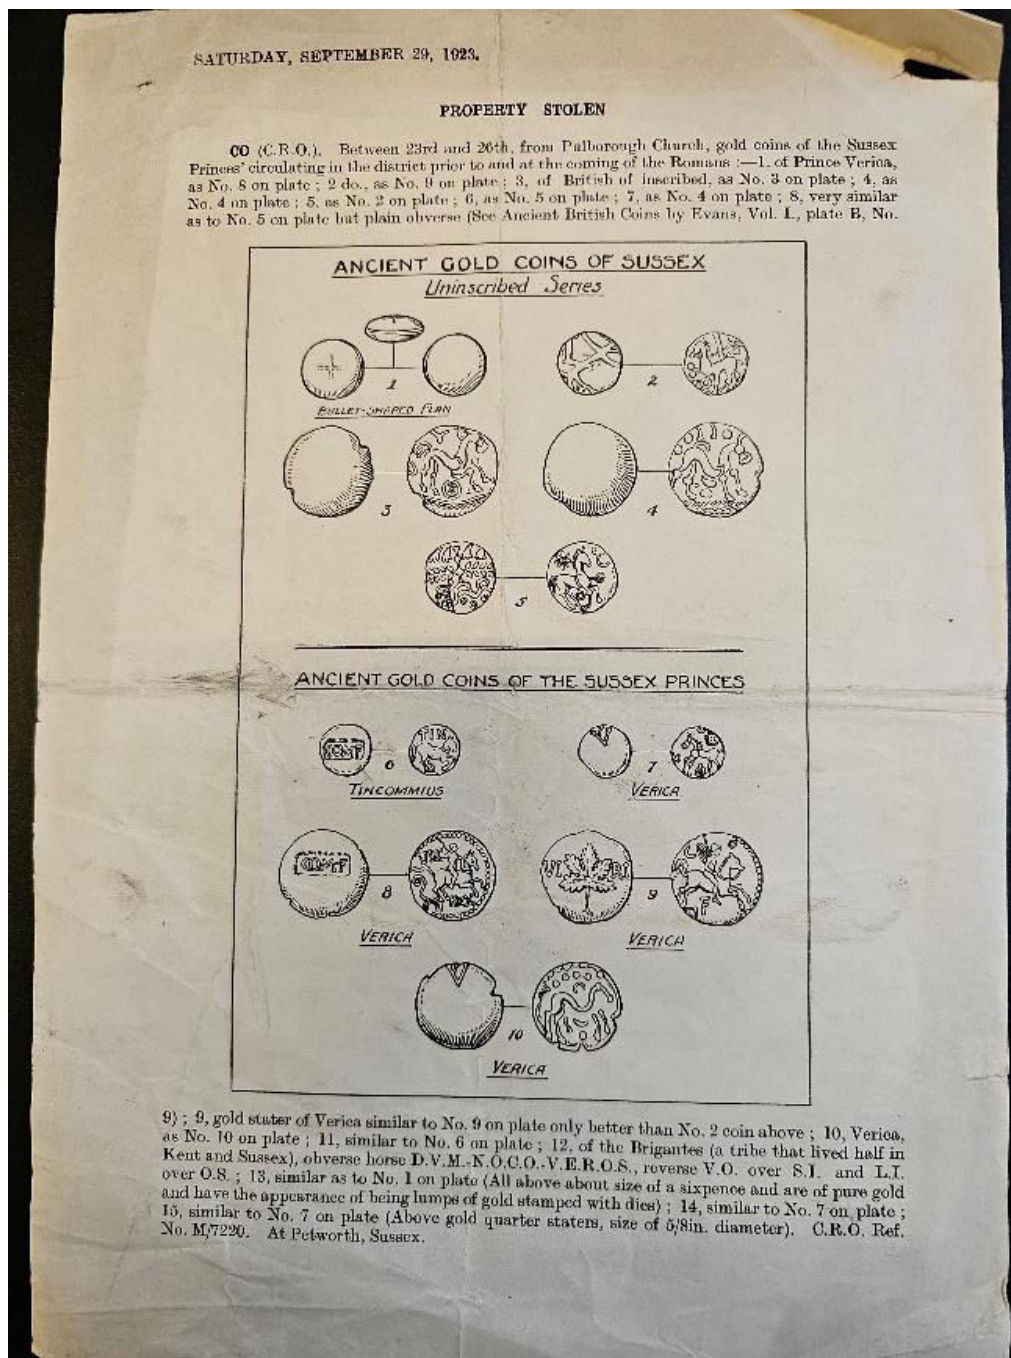 SATURDAY, SEPTEMBER 29, 1923.
PROPERTY STOLEN
CO (C.R.O.). Between 23rd and 26th, from Pulborough Church, gold coins of the Sussex
Princes' circulating in the district prior to and at the coming of the Romans :—1. of Prince Verica,
as No. 8 on plate ; 2 do., as No. 9 on plate ; 3, of British of inscribed, as No. 3 on plate ; 4, as
No. 4 on plate ; 5, as No. 2 on plate ; 6, as No. 5 on plate ; 7, as No. 4 on plate ; 8, very similar
as to No. 5 on plate but plain obverse (See Ancient British Coins by Evans, Vol. I., plate B, No.
ANCIENT GOLD COINS OF SUSSEX
Uninscribed Series
1
2
BULLET-SHAPED FLAN
3
4
5
ANCIENT GOLD COINS OF THE SUSSEX PRINCES
TIN
6
7
TINCOMMIUS
VERICA
COM·F
VI RI
8
9
F
VERICA
VERICA
10
VERICA
9) ; 9, gold stater of Verica similar to No. 9 on plate only better than No. 2 coin above ; 10, Verica,
as No. 10 on plate ; 11, similar to No. 6 on plate ; 12, of the Brigantes (a tribe that lived half in
Kent and Sussex), obverse horse D.V.M.-N.O.C.O.-V.E.R.O.S., reverse V.O. over S.I. and L.I.
over O.S. ; 13, similar as to No. 1 on plate (All above about size of a sixpence and are of pure gold
and have the appearance of being lumps of gold stamped with dies) ; 14, similar to No. 7 on plate ;
15, similar to No. 7 on plate (Above gold quarter staters, size of 5/8in. diameter). C.R.O. Ref.
No. M/7220. At Petworth, Sussex.